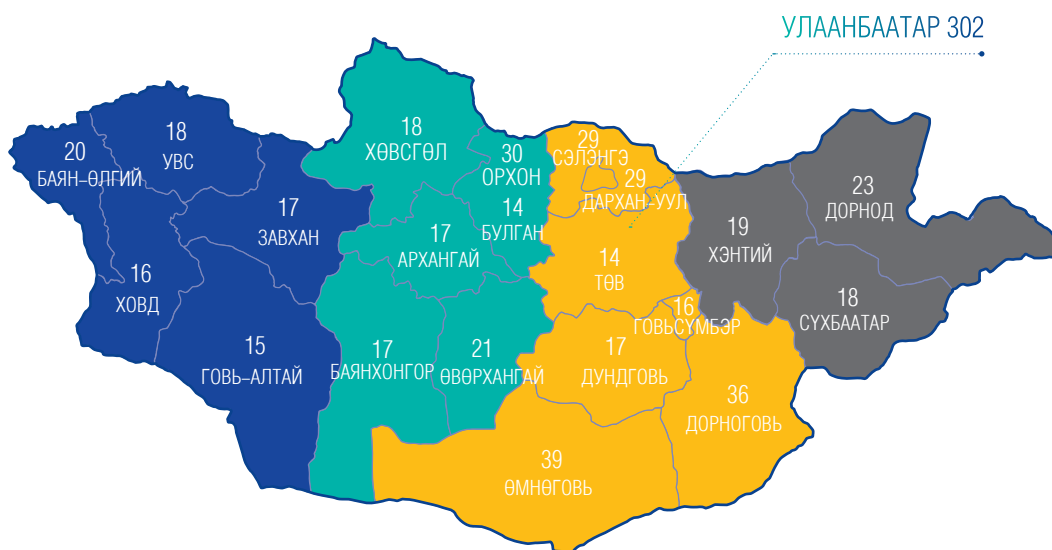 УЛААНБААТАР 302
20
БАЯН-ӨЛГИЙ
18
УВС
17
ЗАВХАН
16
ХОВД
15
ГОВЬ-АЛТАЙ
18
ХӨВСГӨЛ
30
ОРХОН
14
БУЛГАН
17
АРХАНГАЙ
17
БАЯНХОНГОР
21
ӨВӨРХАНГАЙ
29
СЭЛЭНГЭ
29
ДАРХАН-УУЛ
14
ТӨВ
16
ГОВЬСҮМБЭР
17
ДУНДГОВЬ
36
ДОРНОГОВЬ
39
ӨМНӨГОВЬ
19
ХЭНТИЙ
23
ДОРНОД
18
СҮХБААТАР